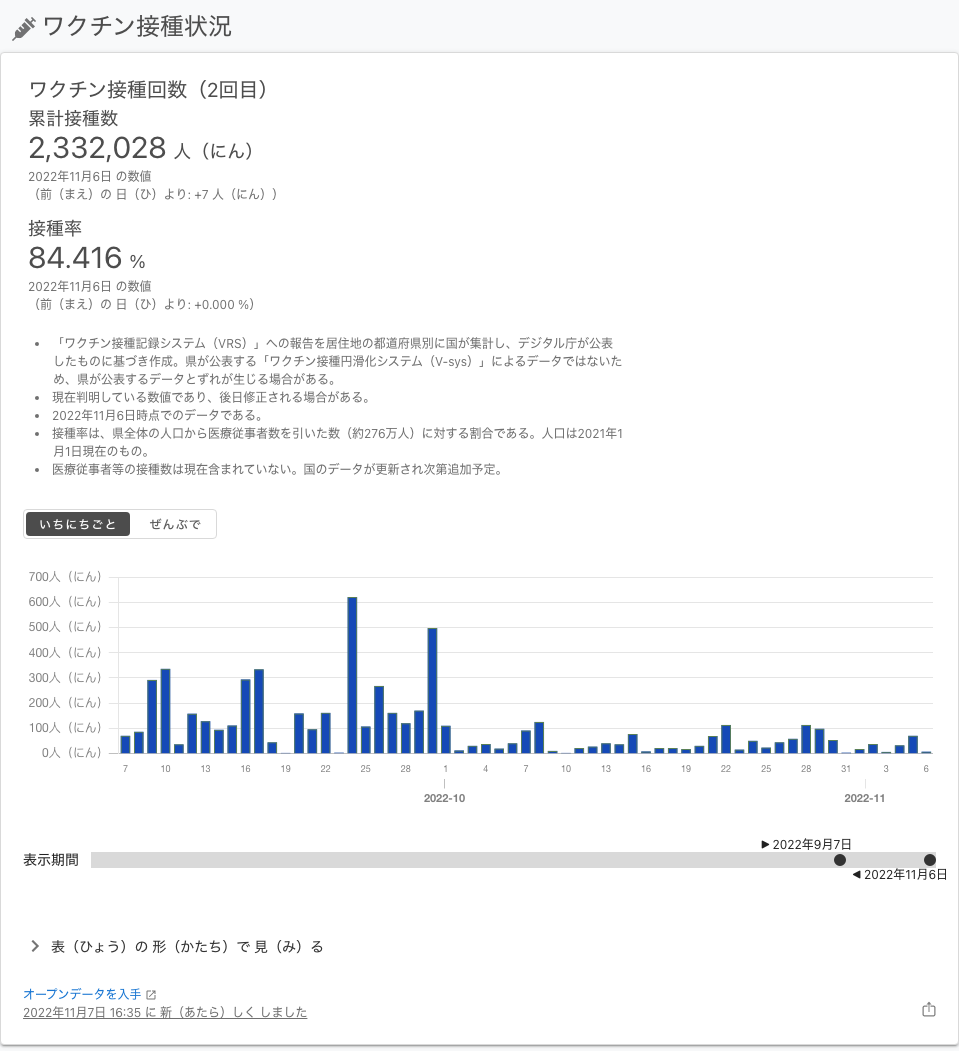 ワクチン接種状況
ワクチン接種回数（2回目）
累計接種数
2,332,028 人（にん）
2022年11月6日 の数値
（前（まえ）の 日（ひ）より: +7 人（にん））
接種率
84.416 %
2022年11月6日 の数値
（前（まえ）の 日（ひ）より: +0.000 %）
• 「ワクチン接種記録システム（VRS）」への報告を居住地の都道府県別に国が集計し、デジタル庁が公表
したものに基づき作成。県が公表する「ワクチン接種円滑化システム（V-sys）」によるデータではないた
め、県が公表するデータとずれが生じる場合がある。
• 現在判明している数値であり、後日修正される場合がある。
• 2022年11月6日時点でのデータである。
• 接種率は、県全体の人口から医療従事者数を引いた数（約276万人）に対する割合である。人口は2021年1
月1日現在のもの。
• 医療従事者等の接種数は現在含まれていない。国のデータが更新され次第追加予定。
いちにちごと ぜんぶで
700人（にん）
600人（にん）
500人（にん）
400人（にん）
300人（にん）
200人（にん）
100人（にん）
0人（にん）
7 10 13 16 19 22 25 28 1 4 7 10 13 16 19 22 25 28 31 3 6
2022-10 2022-11
▶ 2022年9月7日
表示期間
◀ 2022年11月6日
表（ひょう）の 形（かたち）で 見（み）る
オープンデータを入手
2022年11月7日 16:35 に 新（あたら）しく しました